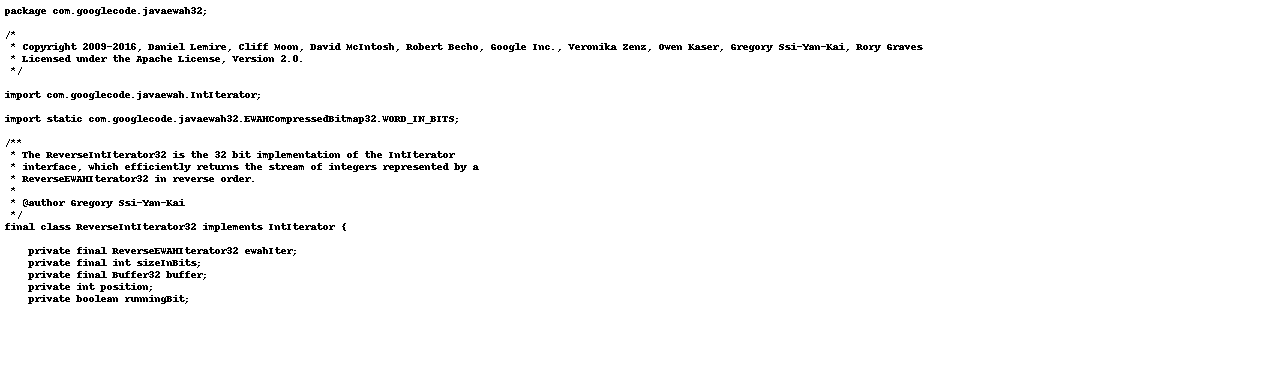 package com.googlecode.javaewah32;

/*
 * Copyright 2009-2016, Daniel Lemire, Cliff Moon, David McIntosh, Robert Becho, Google Inc., Veronika Zenz, Owen Kaser, Gregory Ssi-Yan-Kai, Rory Graves
 * Licensed under the Apache License, Version 2.0.
 */

import com.googlecode.javaewah.IntIterator;

import static com.googlecode.javaewah32.EWAHCompressedBitmap32.WORD_IN_BITS;

/**
 * The ReverseIntIterator32 is the 32 bit implementation of the IntIterator
 * interface, which efficiently returns the stream of integers represented by a
 * ReverseEWAHIterator32 in reverse order.
 *
 * @author Gregory Ssi-Yan-Kai
 */
final class ReverseIntIterator32 implements IntIterator {

    private final ReverseEWAHIterator32 ewahIter;
    private final int sizeInBits;
    private final Buffer32 buffer;
    private int position;
    private boolean runningBit;